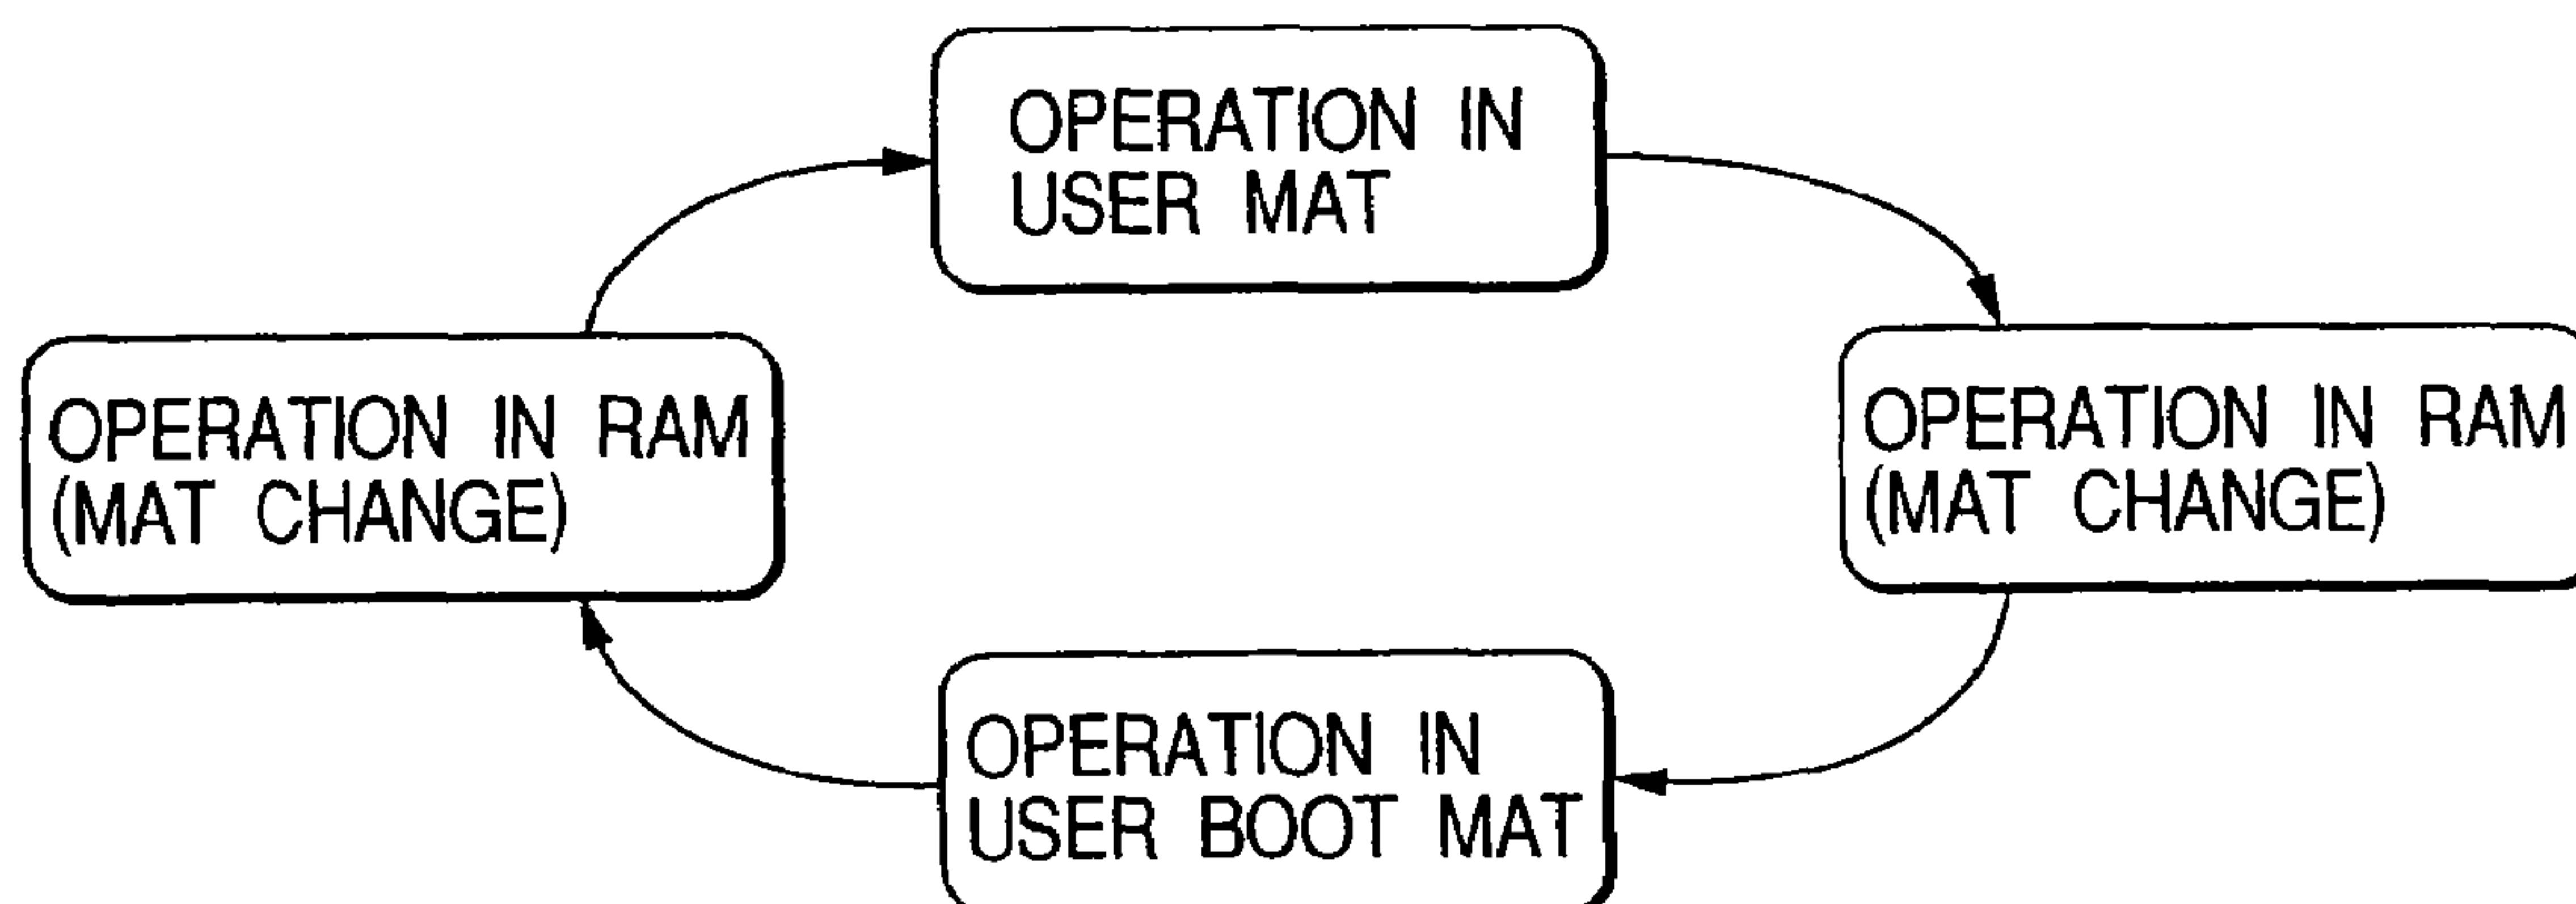 OPERATION IN
USER MAT
OPERATION IN RAM
(MAT CHANGE)
OPERATION IN RAM
(MAT CHANGE)
OPERATION IN
USER BOOT MAT